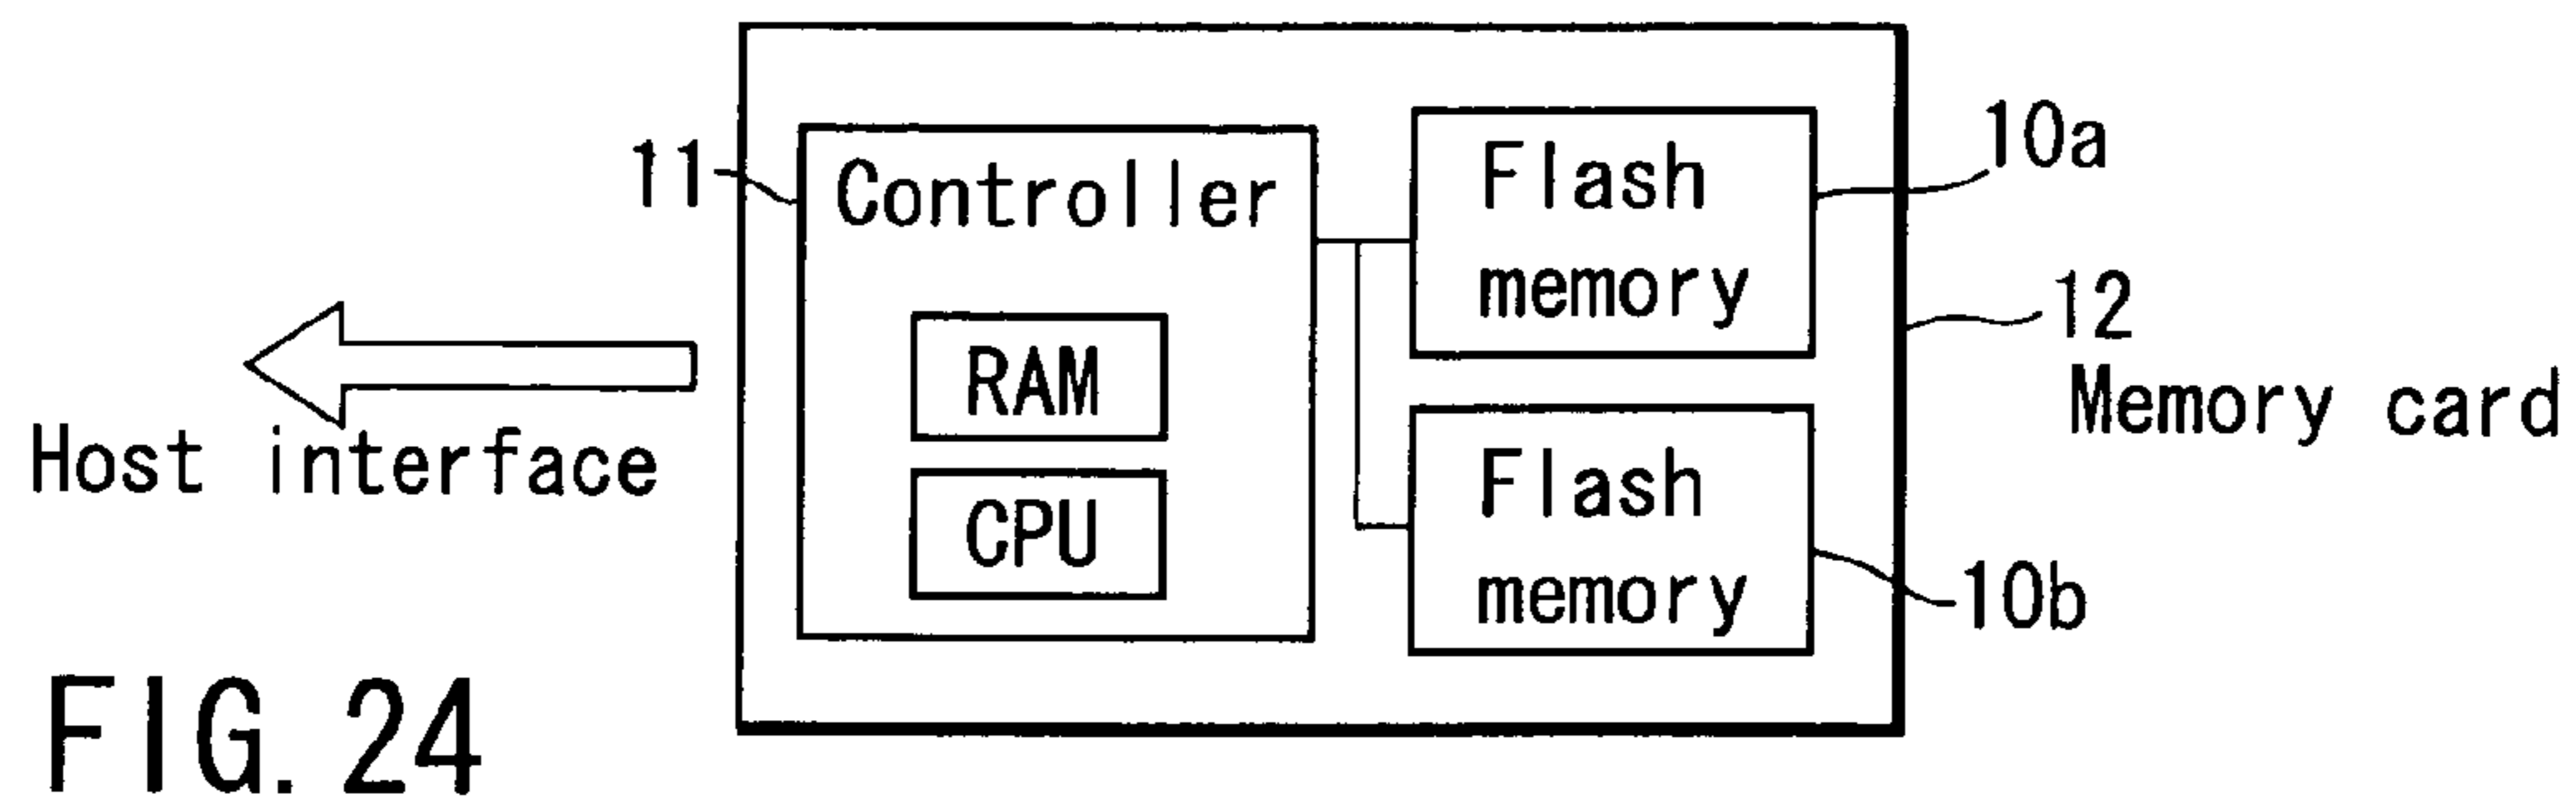 11
Controller
RAM
CPU
Flash
memory
10a
Flash
memory
10b
12
Memory card
Host interface
FIG. 24